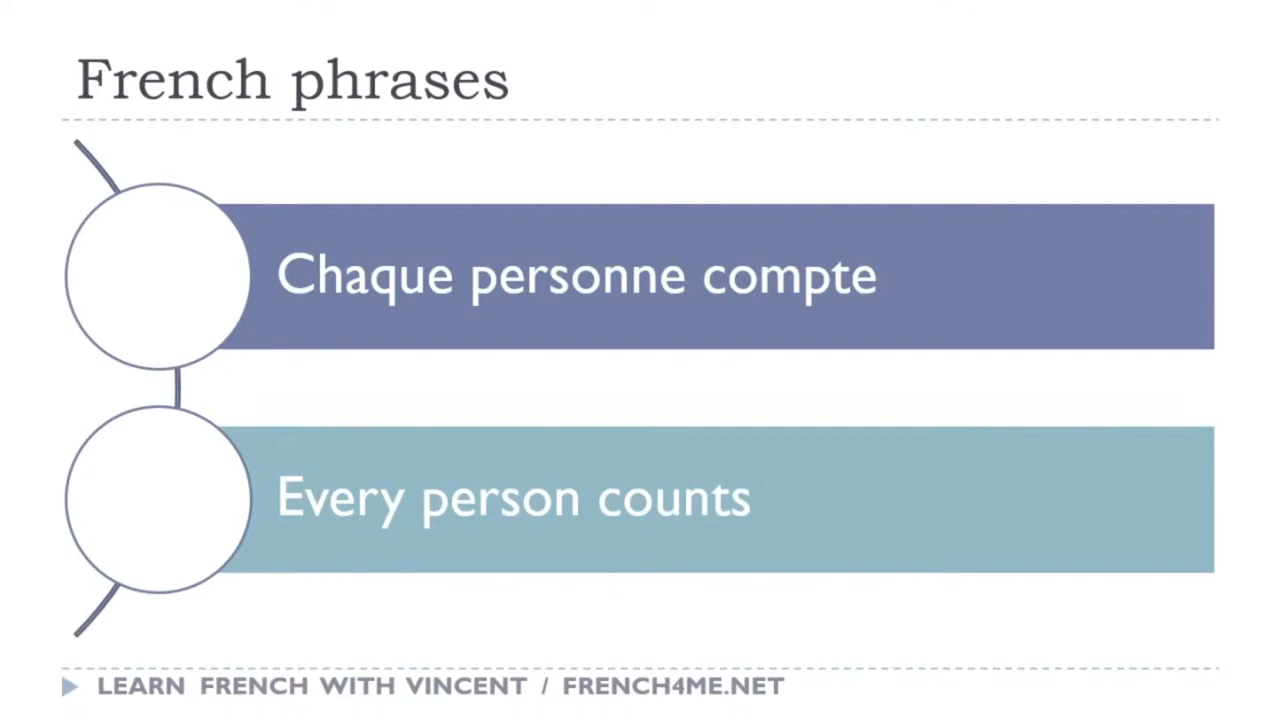 French phrases
Chaque personne compte
Every person counts
LEARN FRENCH WITH VINCENT / FRENCH4ME.NET